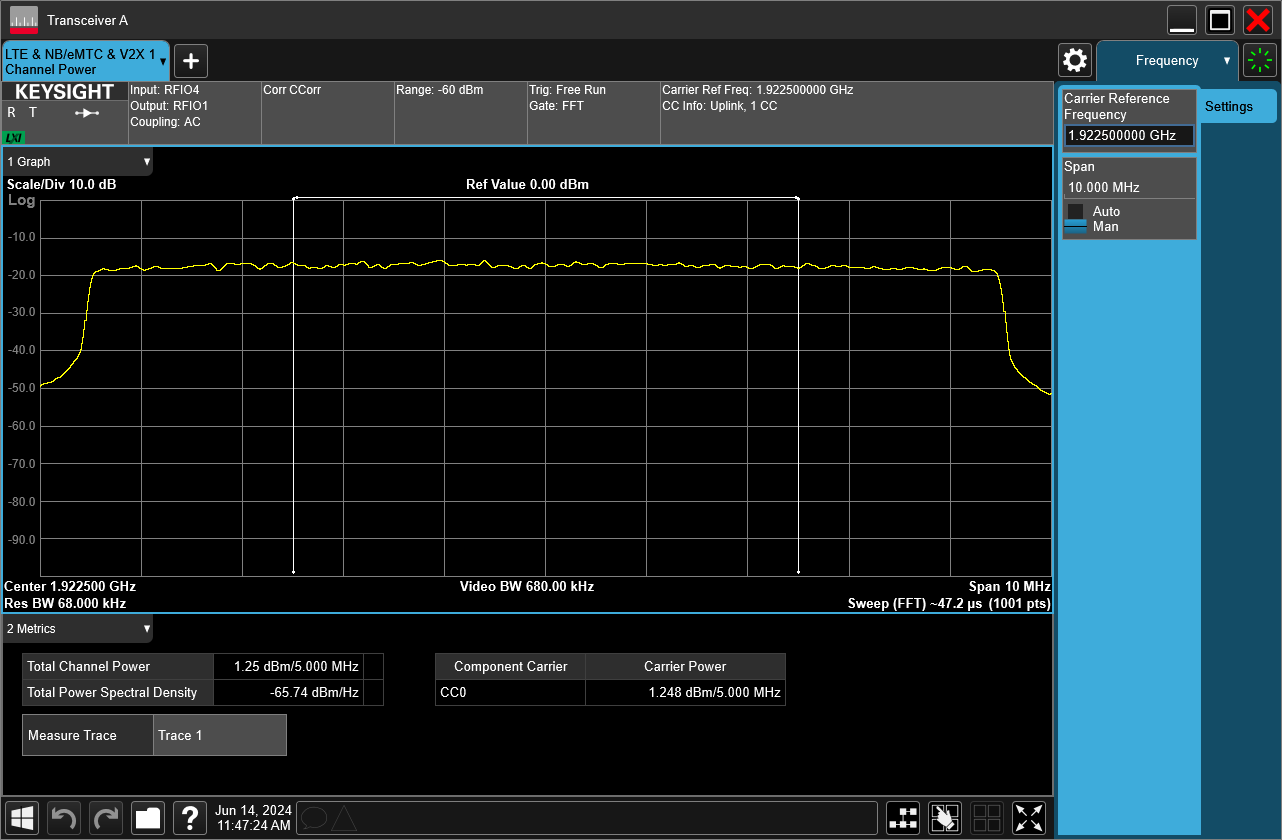 Transceiver A
LTE & NB/eMTC & V2X 1
Channel Power
Frequency
KEYSIGHT
R T
LXI
Input: RFIO4
Output: RFIO1
Coupling: AC
Corr CCorr
Range: -60 dBm
Trig: Free Run
Gate: FFT
Carrier Ref Freq: 1.922500000 GHz
CC Info: Uplink, 1 CC
Carrier Reference
Frequency
1.922500000 GHz
Settings
Span
10.000 MHz
Auto
Man
1 Graph
Scale/Div 10.0 dB
Ref Value 0.00 dBm
Log
-10.0
-20.0
-30.0
-40.0
-50.0
-60.0
-70.0
-80.0
-90.0
Center 1.922500 GHz
Video BW 680.00 kHz
Span 10 MHz
Res BW 68.000 kHz
Sweep (FFT) ~47.2 μs (1001 pts)
2 Metrics
Total Channel Power 1.25 dBm/5.000 MHz
Total Power Spectral Density -65.74 dBm/Hz
Component Carrier Carrier Power
CC0 1.248 dBm/5.000 MHz
Measure Trace Trace 1
?
Jun 14, 2024
11:47:24 AM